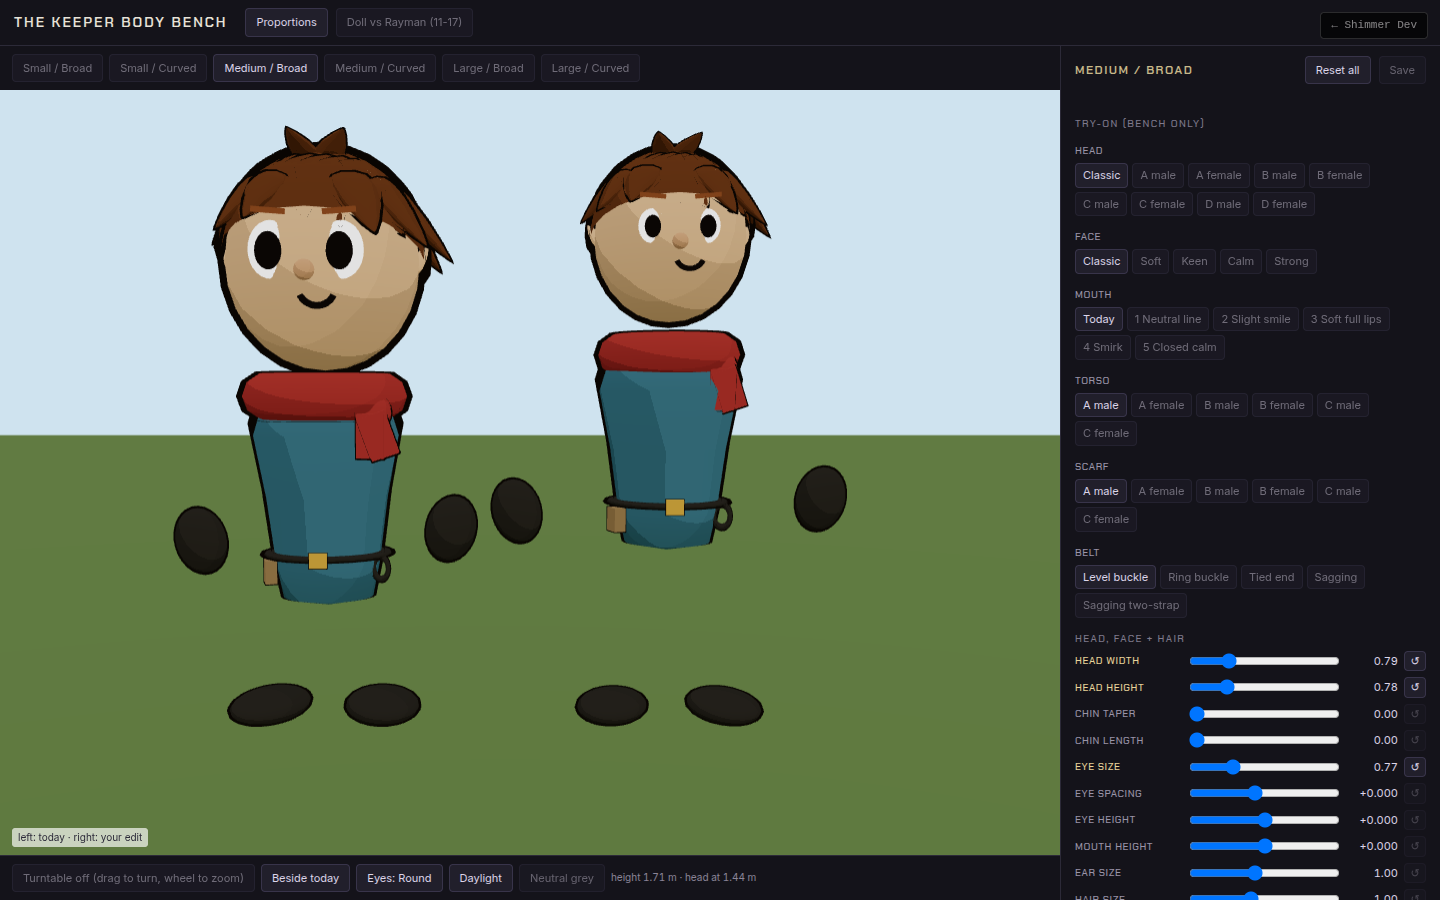 THE KEEPER BODY BENCH Proportions Doll vs Rayman (11-17) ← Shimmer Dev
Small / Broad Small / Curved Medium / Broad Medium / Curved Large / Broad Large / Curved
MEDIUM / BROAD Reset all Save
TRY-ON (BENCH ONLY)
HEAD
Classic A male A female B male B female
C male C female D male D female
FACE
Classic Soft Keen Calm Strong
MOUTH
Today 1 Neutral line 2 Slight smile 3 Soft full lips
4 Smirk 5 Closed calm
TORSO
A male A female B male B female C male
C female
SCARF
A male A female B male B female C male
C female
BELT
Level buckle Ring buckle Tied end Sagging
Sagging two-strap
HEAD, FACE + HAIR
HEAD WIDTH 0.79 ↺
HEAD HEIGHT 0.78 ↺
CHIN TAPER 0.00 ↺
CHIN LENGTH 0.00 ↺
EYE SIZE 0.77 ↺
EYE SPACING +0.000 ↺
EYE HEIGHT +0.000 ↺
MOUTH HEIGHT +0.000 ↺
EAR SIZE 1.00 ↺
HAIR SIZE 1.00
left: today · right: your edit
Turntable off (drag to turn, wheel to zoom) Beside today Eyes: Round Daylight Neutral grey height 1.71 m · head at 1.44 m